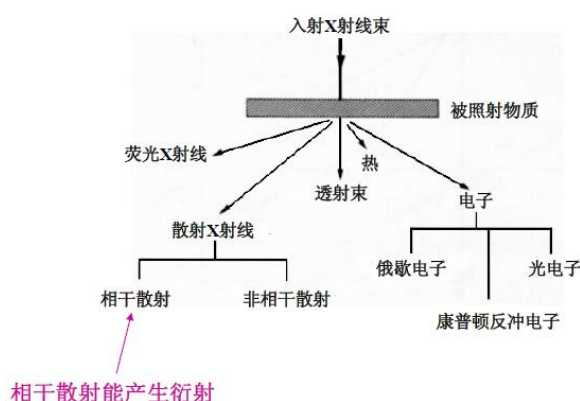 入射X射线束
被照射物质
荧光X射线
热
透射束
电子
散射X射线
俄歇电子
光电子
相干散射
非相干散射
康普顿反冲电子
相干散射能产生衍射